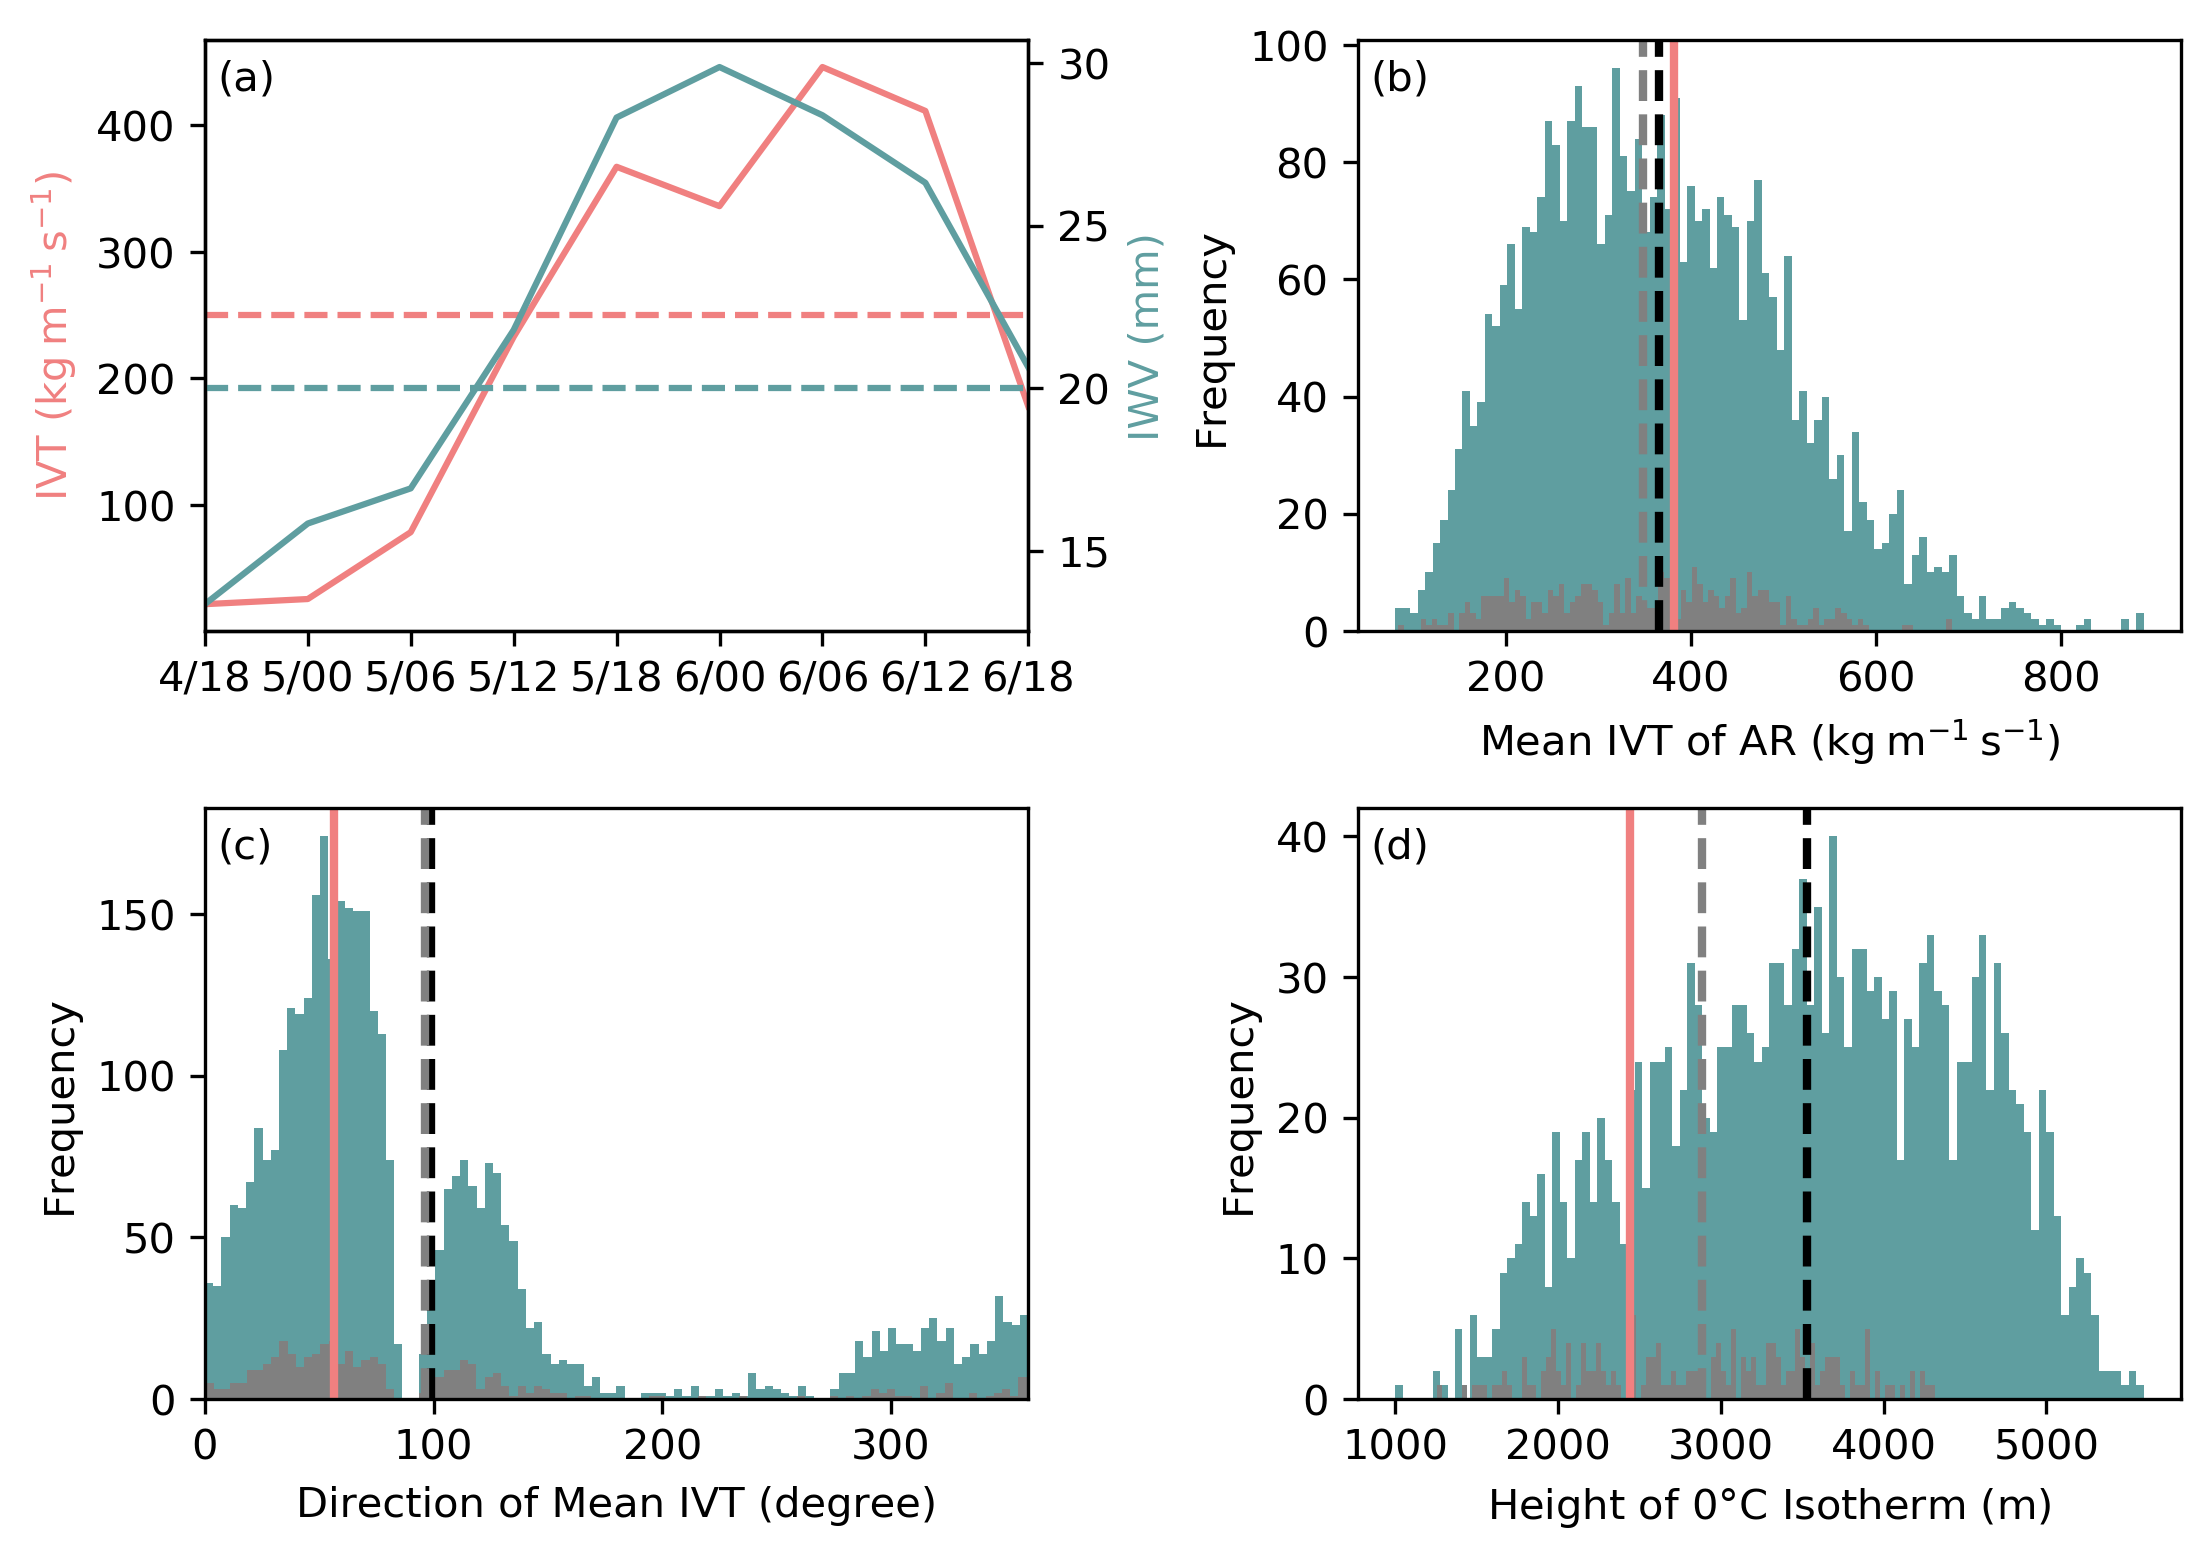 (a)
400
300
200
100
IVT (kg m⁻¹ s⁻¹)
30
25
20
15
IWV (mm)
4/18 5/00 5/06 5/12 5/18 6/00 6/06 6/12 6/18
(b)
100
80
60
40
20
0
Frequency
200 400 600 800
Mean IVT of AR (kg m⁻¹ s⁻¹)
(c)
150
100
50
0
Frequency
0 100 200 300
Direction of Mean IVT (degree)
(d)
40
30
20
10
0
Frequency
1000 2000 3000 4000 5000
Height of 0°C Isotherm (m)